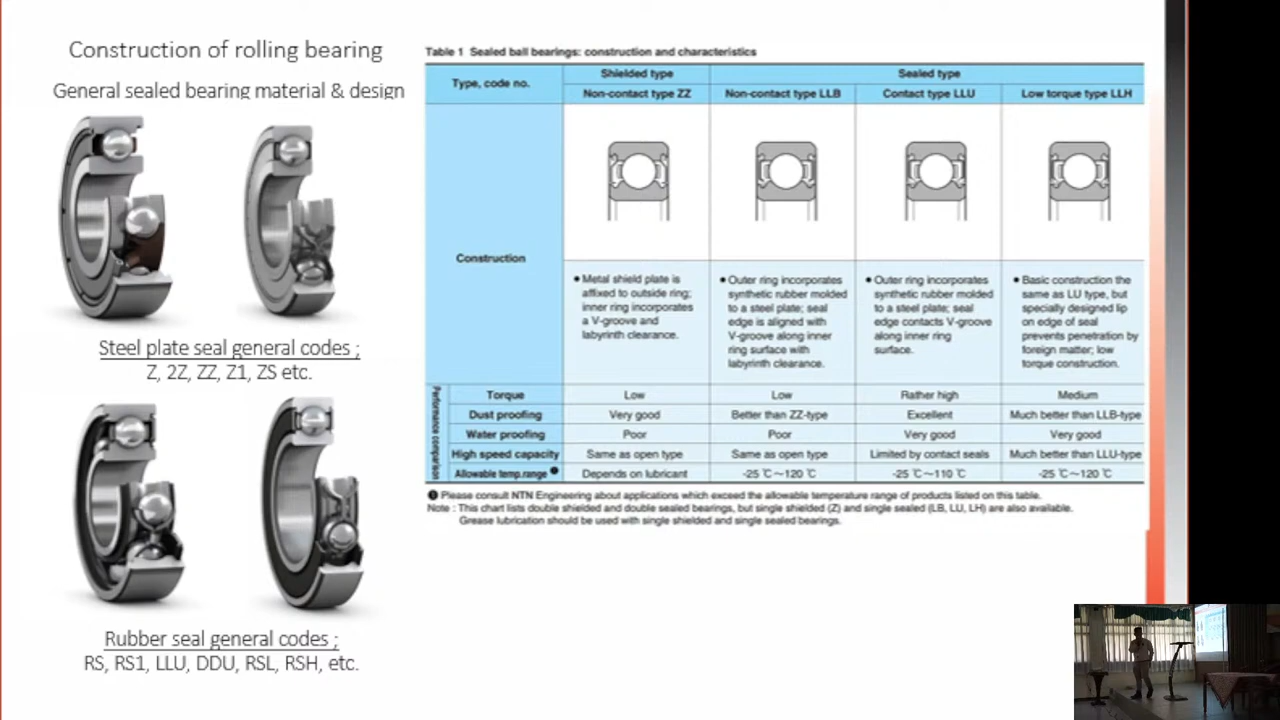 Construction of rolling bearing
General sealed bearing material & design
Steel plate seal general codes ;
Z, 2Z, ZZ, Z1, ZS etc.
Rubber seal general codes ;
RS, RS1, LLU, DDU, RSL, RSH, etc.
Table 1 Sealed ball bearings: construction and characteristics
Type, code no.
Shielded type
Sealed type
Non-contact type ZZ
Non-contact type LLB
Contact type LLU
Low torque type LLH
Construction
● Metal shield plate is
affixed to outside ring;
inner ring incorporates
a V-groove and
labyrinth clearance.
● Outer ring incorporates
synthetic rubber molded
to a steel plate; seal
edge is aligned with
V-groove along inner
ring surface with
labyrinth clearance.
● Outer ring incorporates
synthetic rubber molded
to a steel plate; seal
edge contacts V-groove
along inner ring
surface.
● Basic construction the
same as LU type, but
specially designed lip
on edge of seal
prevents penetration by
foreign matter; low
torque construction.
Performance comparison
Torque Low Low Rather high Medium
Dust proofing Very good Better than ZZ-type Excellent Much better than LLB-type
Water proofing Poor Poor Very good Very good
High speed capacity Same as open type Same as open type Limited by contact seals Much better than LLU-type
Allowable temp.range ❶ Depends on lubricant -25 ℃~120 ℃ -25 ℃~110 ℃ -25 ℃~120 ℃
❶ Please consult NTN Engineering about applications which exceed the allowable temperature range of products listed on this table.
Note : This chart lists double shielded and double sealed bearings, but single shielded (Z) and single sealed (LB, LU, LH) are also available.
Grease lubrication should be used with single shielded and single sealed bearings.